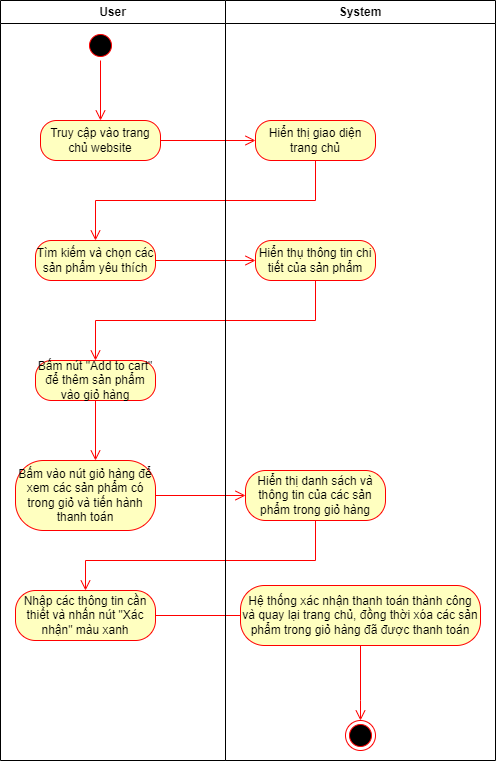 User
System
Truy cập vào trang
chủ website
Hiển thị giao diện
trang chủ
Tìm kiếm và chọn các
sản phẩm yêu thích
Hiển thụ thông tin chi
tiết của sản phẩm
Bấm nút "Add to cart"
để thêm sản phẩm
vào giỏ hàng
Bấm vào nút giỏ hàng để
xem các sản phẩm có
trong giỏ và tiến hành
thanh toán
Hiển thị danh sách và
thông tin của các sản
phẩm trong giỏ hàng
Nhập các thông tin cần
thiết và nhấn nút "Xác
nhận" màu xanh
Hệ thống xác nhận thanh toán thành công
và quay lại trang chủ, đồng thời xóa các sản
phẩm trong giỏ hàng đã được thanh toán